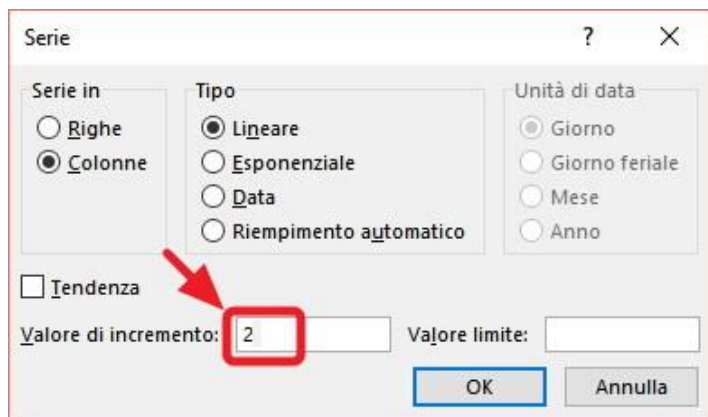 Serie ?
Serie in
Righe
Colonne
Tipo
Lineare
Esponenziale
Data
Riempimento automatico
Unità di data
Giorno
Giorno feriale
Mese
Anno
Tendenza
Valore di incremento: 2 Valore limite:
OK Annulla